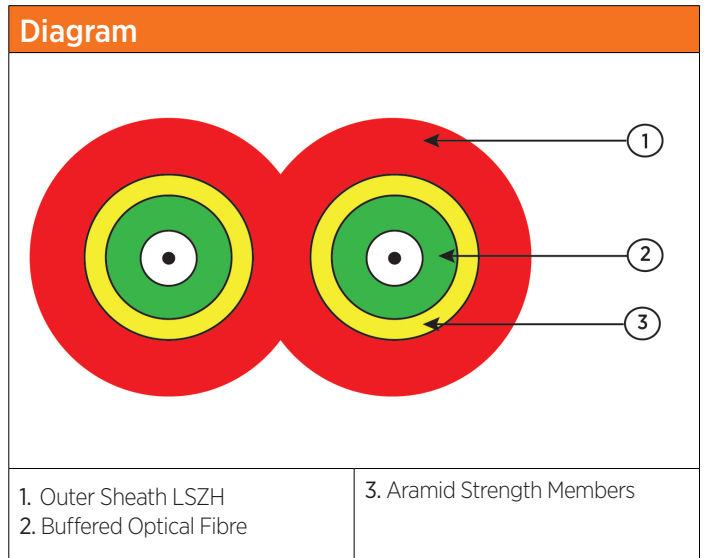 Diagram
1
2
3
1. Outer Sheath LSZH
2. Buffered Optical Fibre
3. Aramid Strength Members